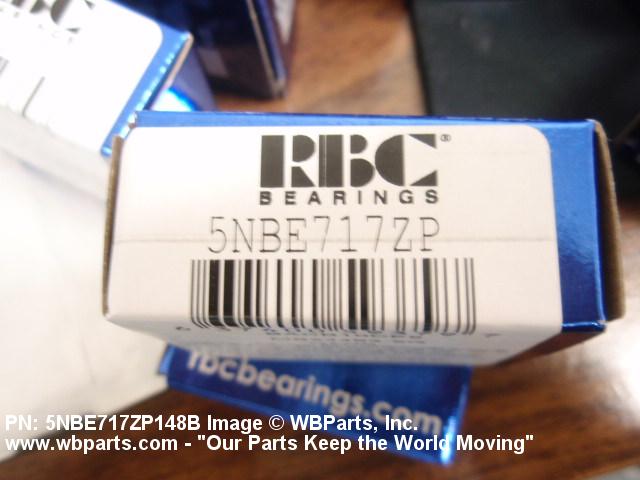 RBC®
BEARINGS
5NBE717ZP
rbcbearings.com
PN: 5NBE717ZP148B Image © WBParts, Inc.
www.wbparts.com - "Our Parts Keep the World Moving"